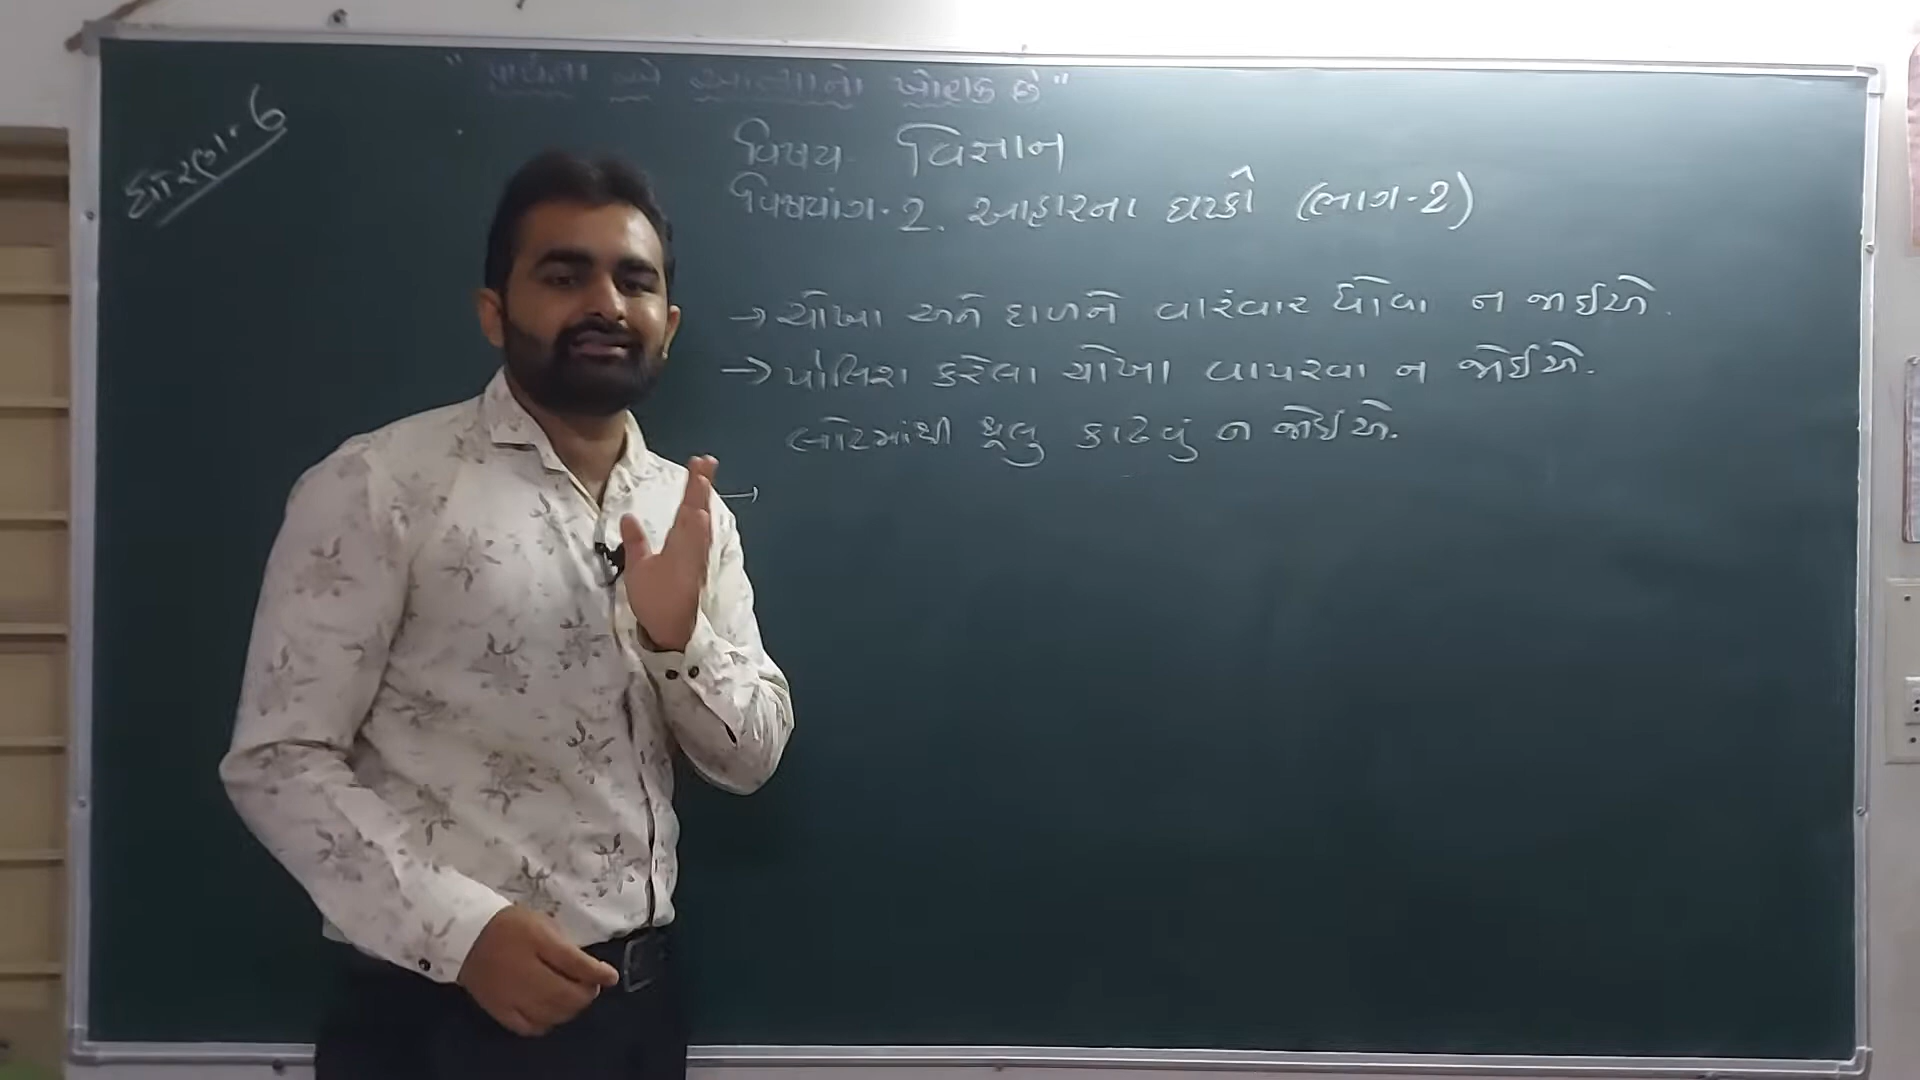 "પ્રાર્થના એ આત્માનો ખોરાક છે"
ધોરણ-6
વિષય- વિજ્ઞાન
વિષયાંગ-2. આહારના ઘટકો (ભાગ-2)
→ ચોખા અને દાળને વારંવાર ધોવા ન જોઈએ.
→ પોલિશ કરેલા ચોખા વાપરવા ન જોઈએ.
લોટમાંથી થૂલુ કાઢવું ન જોઈએ.
→